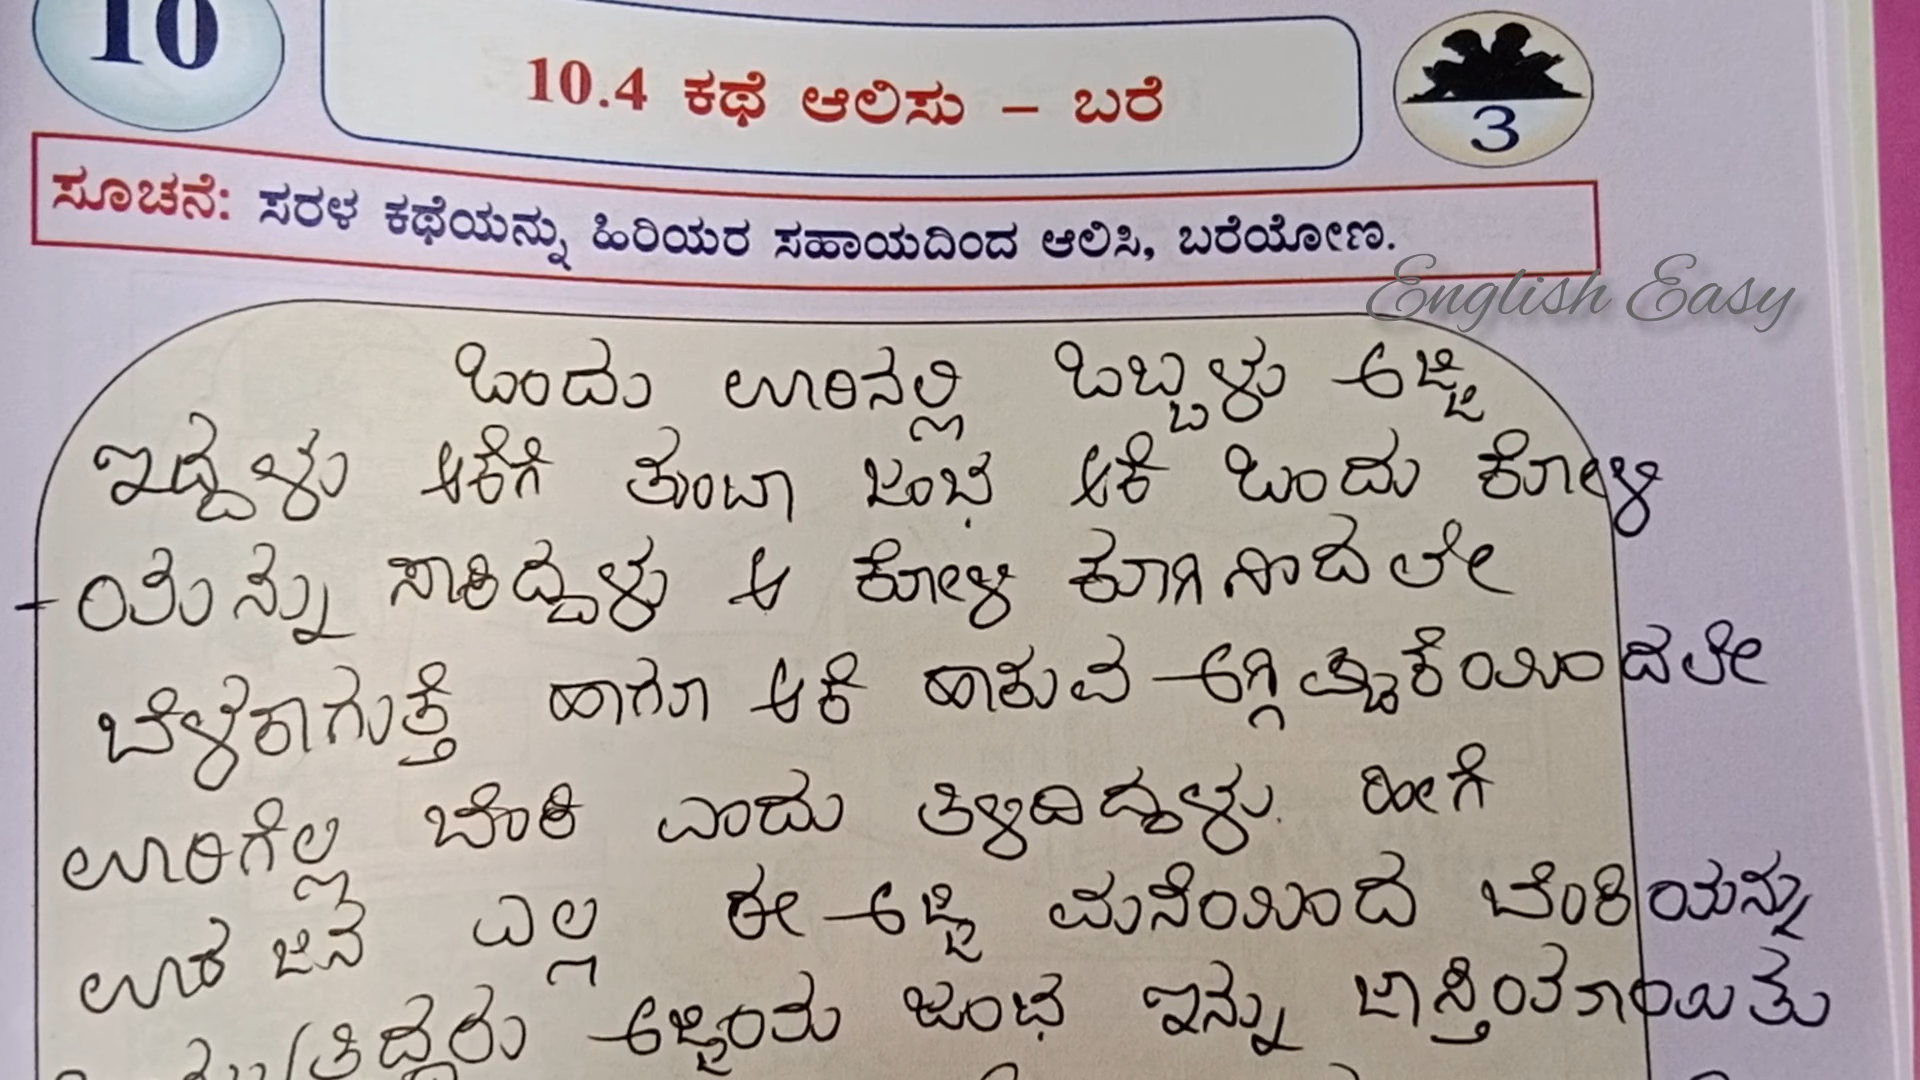 10
10.4 ಕಥೆ ಆಲಿಸು – ಬರೆ
3
ಸೂಚನೆ: ಸರಳ ಕಥೆಯನ್ನು ಹಿರಿಯರ ಸಹಾಯದಿಂದ ಆಲಿಸಿ, ಬರೆಯೋಣ.
English Easy
ಒಂದು ಊರಿನಲ್ಲಿ ಒಬ್ಬಳು ಅಜ್ಜಿ
ಇದ್ದಳು ಆಕೆಗೆ ತುಂಬಾ ಜಂಭ ಆಕೆ ಒಂದು ಕೋಳಿ
ಯನ್ನು ಸಾಕಿದ್ದಳು ಆ ಕೋಳಿ ಕೂಗಿನಿಂದಲೇ
ಬೆಳಕಾಗುತ್ತೆ ಹಾಗೂ ಆಕೆ ಹಾಕುವ ಅಗ್ಗಿಷ್ಟಿಕೆಯಿಂದಲೇ
ಊರಿಗೆಲ್ಲ ಬೆಂಕಿ ಎಂದು ತಿಳಿದಿದ್ದಳು. ಹೀಗೆ
ಊರ ಜನ ಎಲ್ಲ ಈ ಅಜ್ಜಿ ಮನೆಯಿಂದ ಬೆಂಕಿಯನ್ನು
ಅಜ್ಜಿಯ ಜಂಭ ಇನ್ನು ಜಾಸ್ತಿಯಾಯಿತು